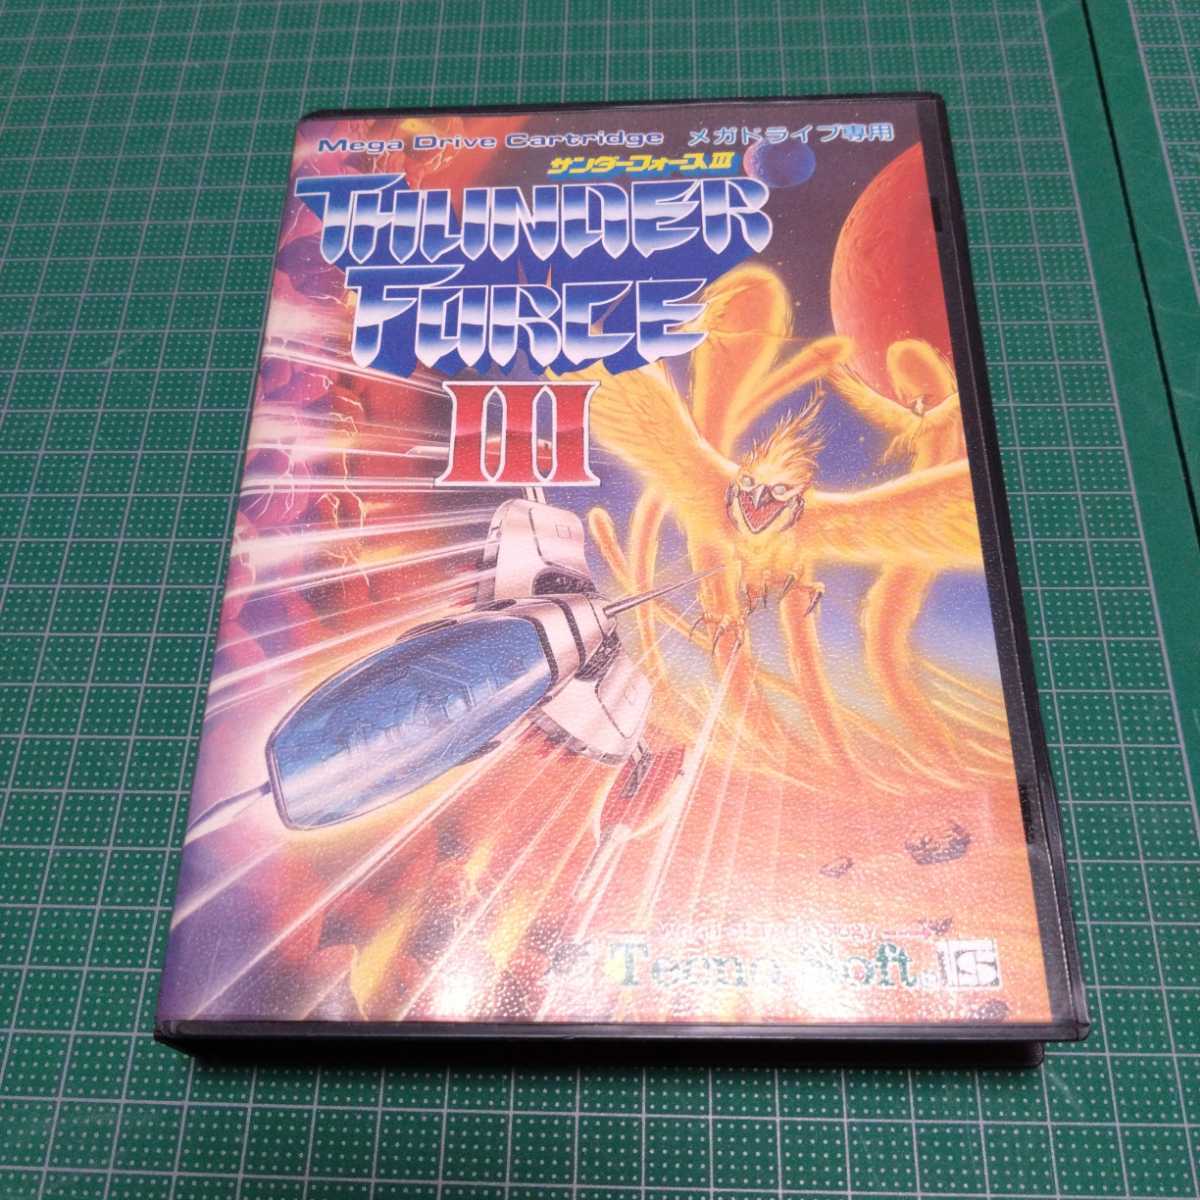 Mega Drive Cartridge メガドライブ専用
サンダーフォースIII
THUNDER
FORCE
III
Tecno Soft